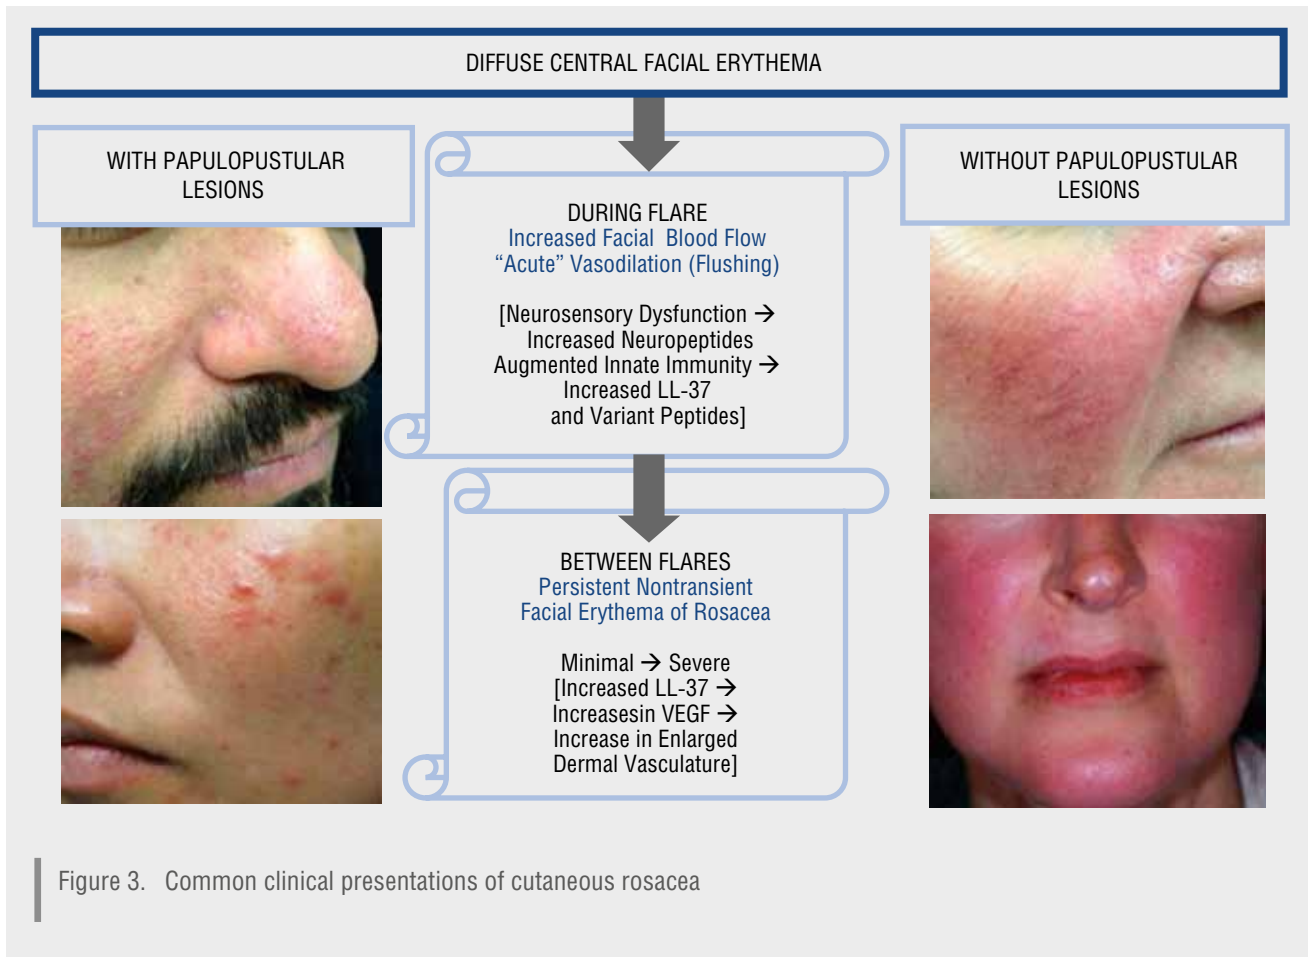 DIFFUSE CENTRAL FACIAL ERYTHEMA
WITH PAPULOPUSTULAR
LESIONS
DURING FLARE
Increased Facial Blood Flow
“Acute” Vasodilation (Flushing)
[Neurosensory Dysfunction →
Increased Neuropeptides
Augmented Innate Immunity →
Increased LL-37
and Variant Peptides]
BETWEEN FLARES
Persistent Nontransient
Facial Erythema of Rosacea
Minimal → Severe
[Increased LL-37 →
Increasesin VEGF →
Increase in Enlarged
Dermal Vasculature]
WITHOUT PAPULOPUSTULAR
LESIONS
Figure 3. Common clinical presentations of cutaneous rosacea